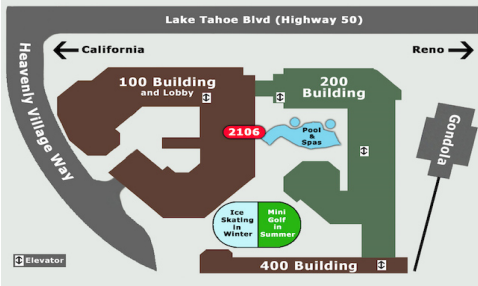 Lake Tahoe Blvd (Highway 50)
California
Reno
Heavenly Village Way
100 Building
and Lobby
200
Building
2106
Pool
&
Spas
Gondola
Ice
Skating
in
Winter
Mini
Golf
in
Summer
Elevator
400 Building